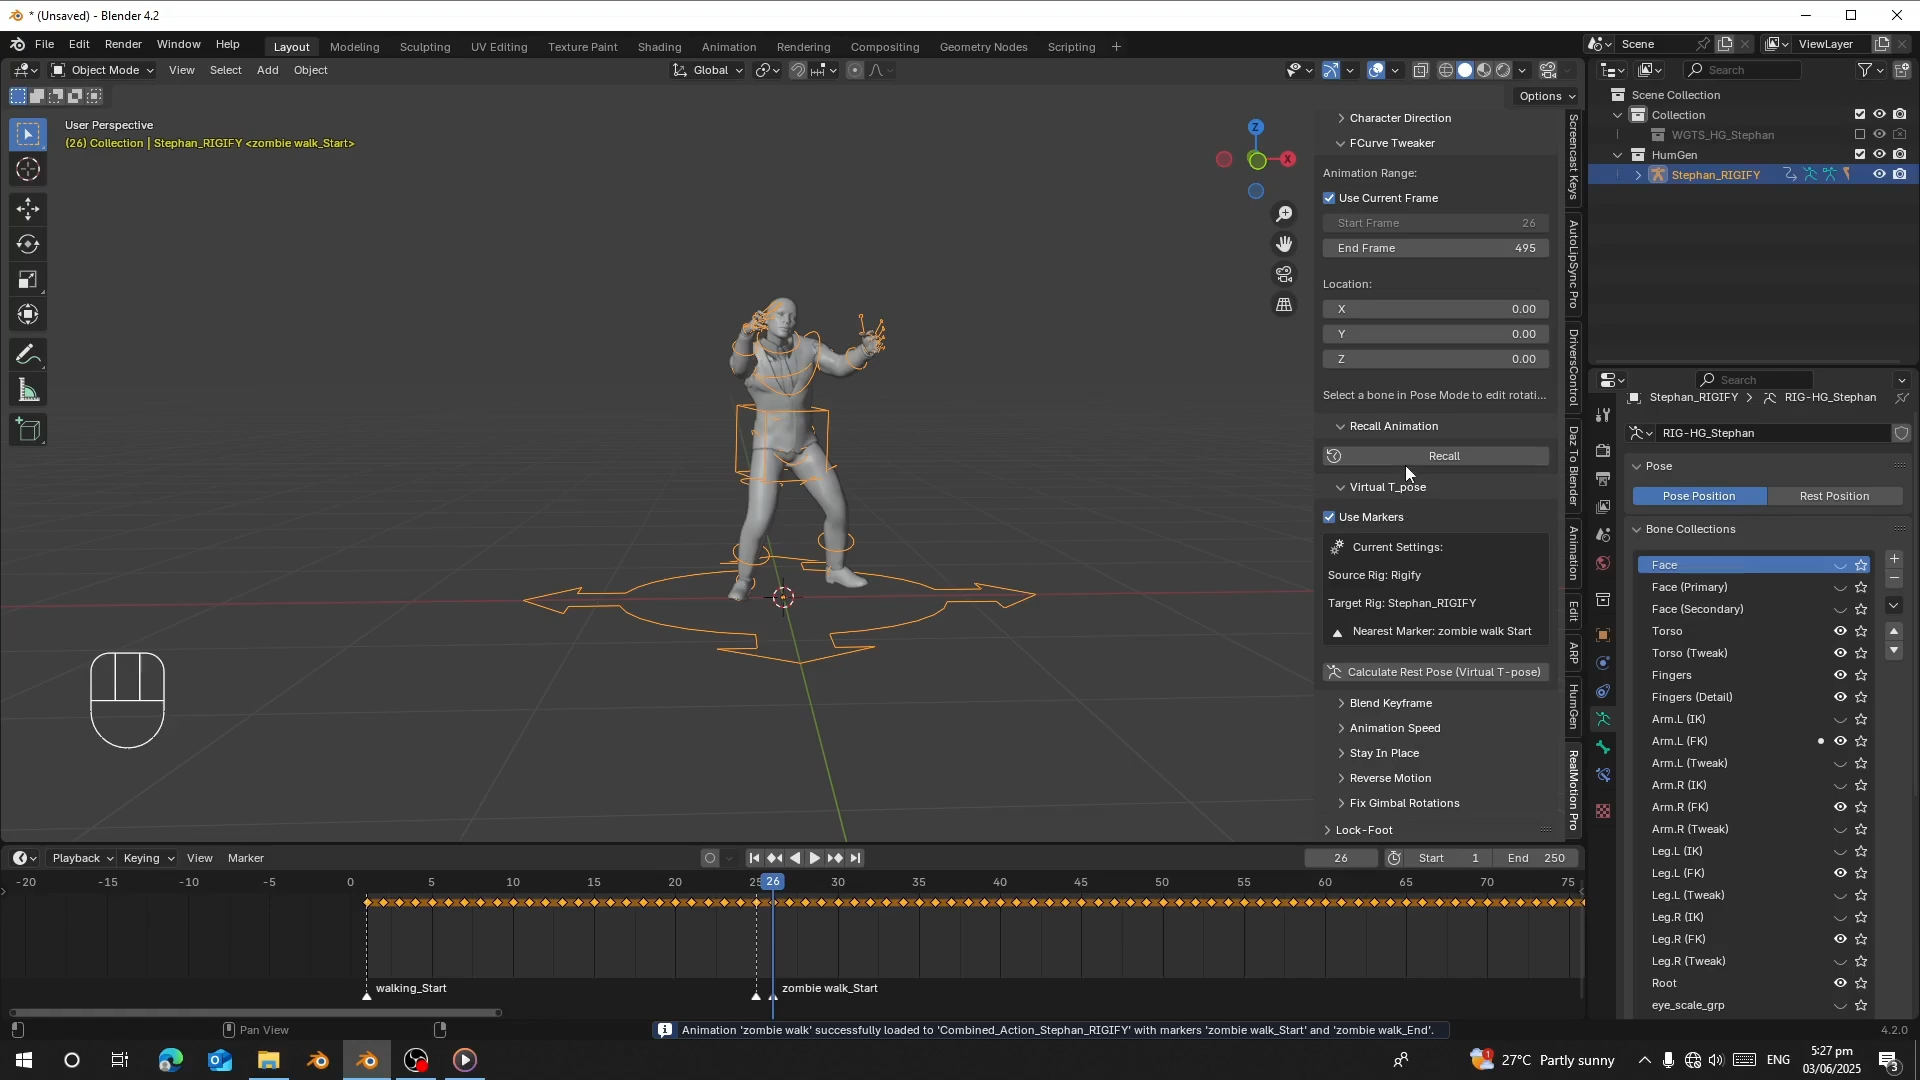 * (Unsaved) - Blender 4.2
File Edit Render Window Help Layout Modeling Sculpting UV Editing Texture Paint Shading Animation Rendering Compositing Geometry Nodes Scripting +
Scene ViewLayer
Object Mode View Select Add Object Global
Search
Options
Scene Collection
Collection
WGTS_HG_Stephan
HumGen
Stephan_RIGIFY
User Perspective
(26) Collection | Stephan_RIGIFY <zombie walk_Start>
Z
X
Character Direction
FCurve Tweaker
Animation Range:
Use Current Frame
Start Frame 26
End Frame 495
Location:
X 0.00
Y 0.00
Z 0.00
Select a bone in Pose Mode to edit rotati...
Recall Animation
Recall
Virtual T_pose
Use Markers
Current Settings:
Source Rig: Rigify
Target Rig: Stephan_RIGIFY
Nearest Marker: zombie walk Start
Calculate Rest Pose (Virtual T-pose)
Blend Keyframe
Animation Speed
Stay In Place
Reverse Motion
Fix Gimbal Rotations
Lock-Foot
Screencast Keys
AutoLipSync Pro
DriversControl
Daz To Blender
Animation
Edit
ARP
HumGen
RealMotion Pro
Search
Stephan_RIGIFY > RIG-HG_Stephan
RIG-HG_Stephan
Pose
Pose Position Rest Position
Bone Collections
Face
Face (Primary)
Face (Secondary)
Torso
Torso (Tweak)
Fingers
Fingers (Detail)
Arm.L (IK)
Arm.L (FK)
Arm.L (Tweak)
Arm.R (IK)
Arm.R (FK)
Arm.R (Tweak)
Leg.L (IK)
Leg.L (FK)
Leg.L (Tweak)
Leg.R (IK)
Leg.R (FK)
Leg.R (Tweak)
Root
eye_scale_grp
Playback Keying View Marker 26 Start 1 End 250
-20 -15 -10 -5 0 5 10 15 20 25 26 30 35 40 45 50 55 60 65 70 75
walking_Start zombie walk_Start
Pan View Animation 'zombie walk' successfully loaded to 'Combined_Action_Stephan_RIGIFY' with markers 'zombie walk_Start' and 'zombie walk_End'. 4.2.0
1 27°C Partly sunny ENG 5:27 pm 3
03/06/2025